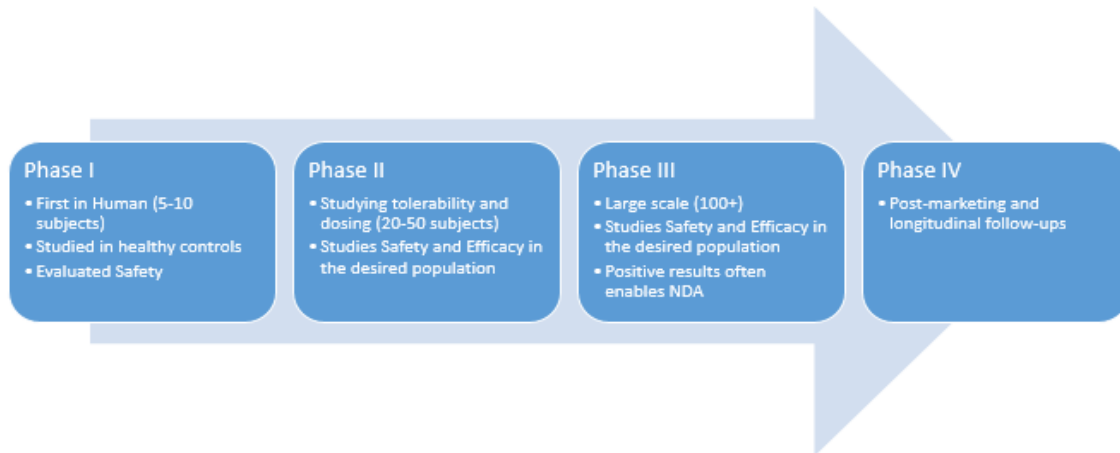 Phase I
• First in Human (5-10
subjects)
• Studied in healthy controls
• Evaluated Safety
Phase II
• Studying tolerability and
dosing (20-50 subjects)
• Studies Safety and Efficacy in
the desired population
Phase III
• Large scale (100+)
• Studies Safety and Efficacy in
the desired population
• Positive results often
enables NDA
Phase IV
• Post-marketing and
longitudinal follow-ups